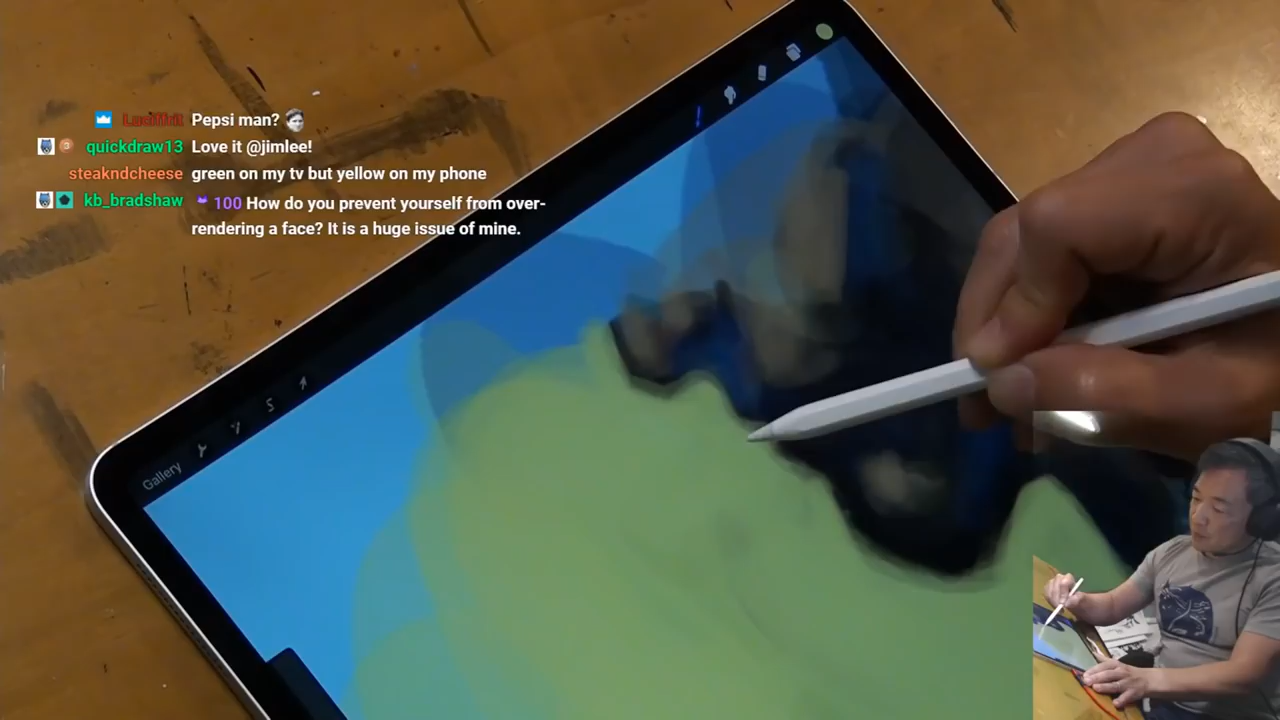 Luciffrit Pepsi man?
quickdraw13 Love it @jimlee!
steakndcheese green on my tv but yellow on my phone
kb_bradshaw 100 How do you prevent yourself from over-
rendering a face? It is a huge issue of mine.
Gallery